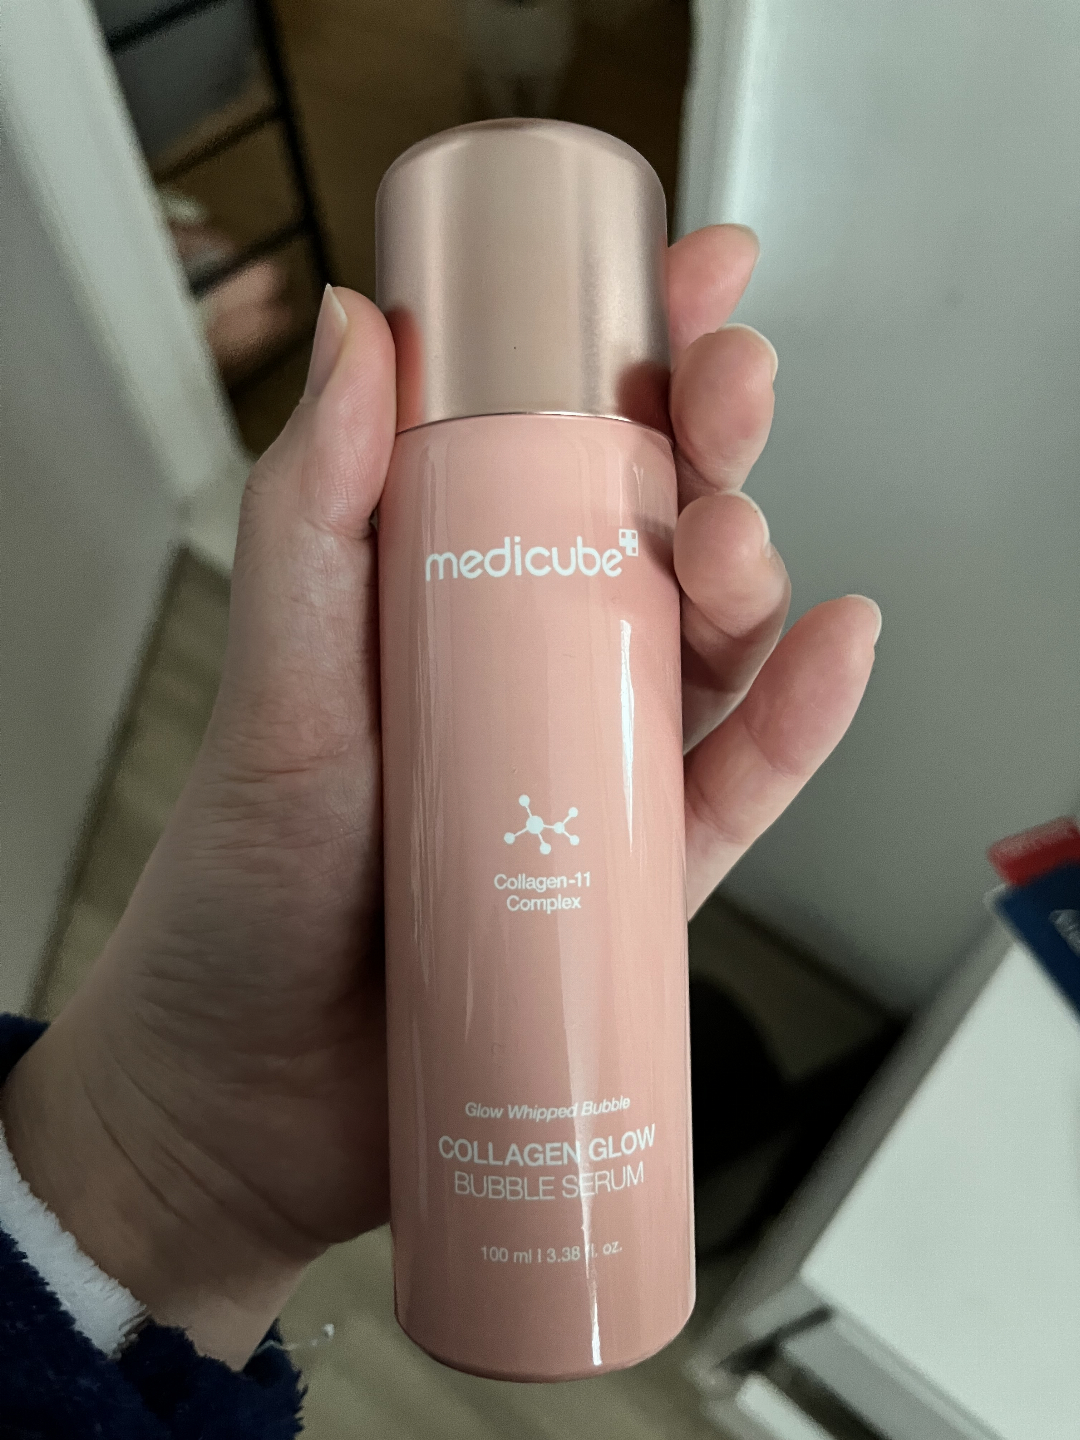 medicube
Collagen-11
Complex
Glow Whipped Bubble
COLLAGEN GLOW
BUBBLE SERUM
100 ml | 3.38 fl. oz.